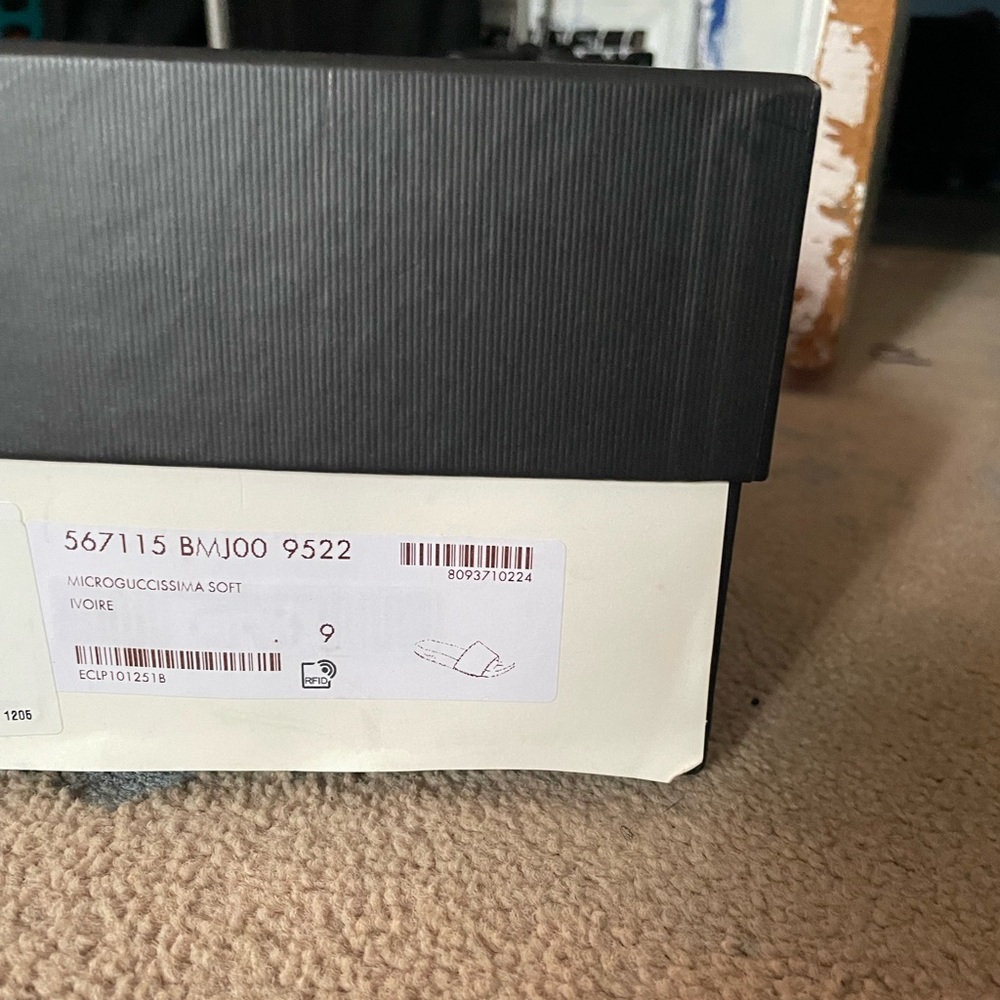 567115 BMJ00 9522
8093710224
MICROGUCCISSIMA SOFT
IVOIRE
9
ECLP101251B
RFID
1205